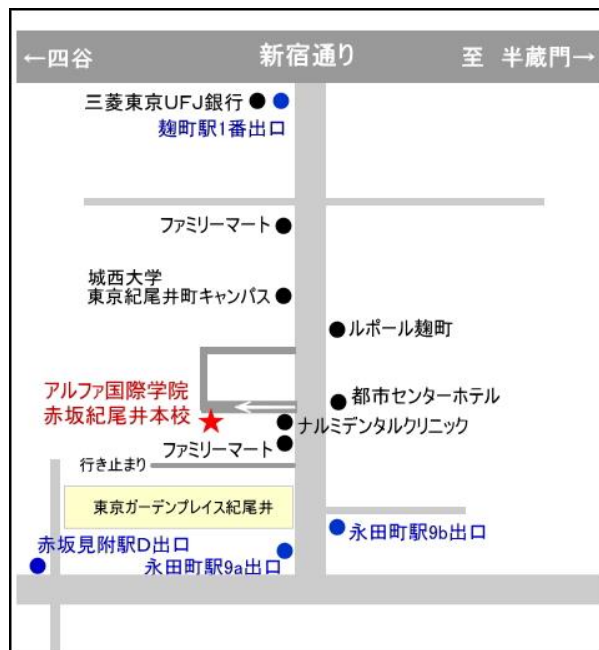 ←四谷
新宿通り
至 半蔵門→
三菱東京UFJ銀行
麹町駅1番出口
ファミリーマート
城西大学
東京紀尾井町キャンパス
ルポール麹町
アルファ国際学院
赤坂紀尾井本校
都市センターホテル
ナルミデンタルクリニック
ファミリーマート
行き止まり
東京ガーデンプレイス紀尾井
永田町駅9b出口
赤坂見附駅D出口
永田町駅9a出口